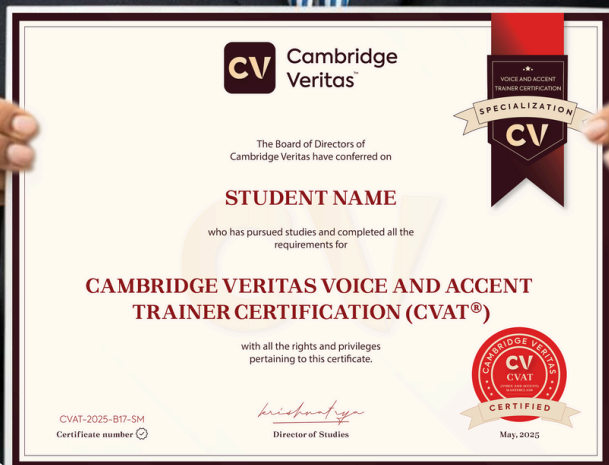 CV
Cambridge
Veritas™
VOICE AND ACCENT
TRAINER CERTIFICATION
SPECIALIZATION
CV
The Board of Directors of
Cambridge Veritas have conferred on
STUDENT NAME
who has pursued studies and completed all the
requirements for
CAMBRIDGE VERITAS VOICE AND ACCENT
TRAINER CERTIFICATION (CVAT®)
with all the rights and privileges
pertaining to this certificate.
CAMBRIDGE VERITAS
CV
CVAT
CERTIFIED
CVAT-2025-B17-SM
Certificate number
Director of Studies
May, 2025